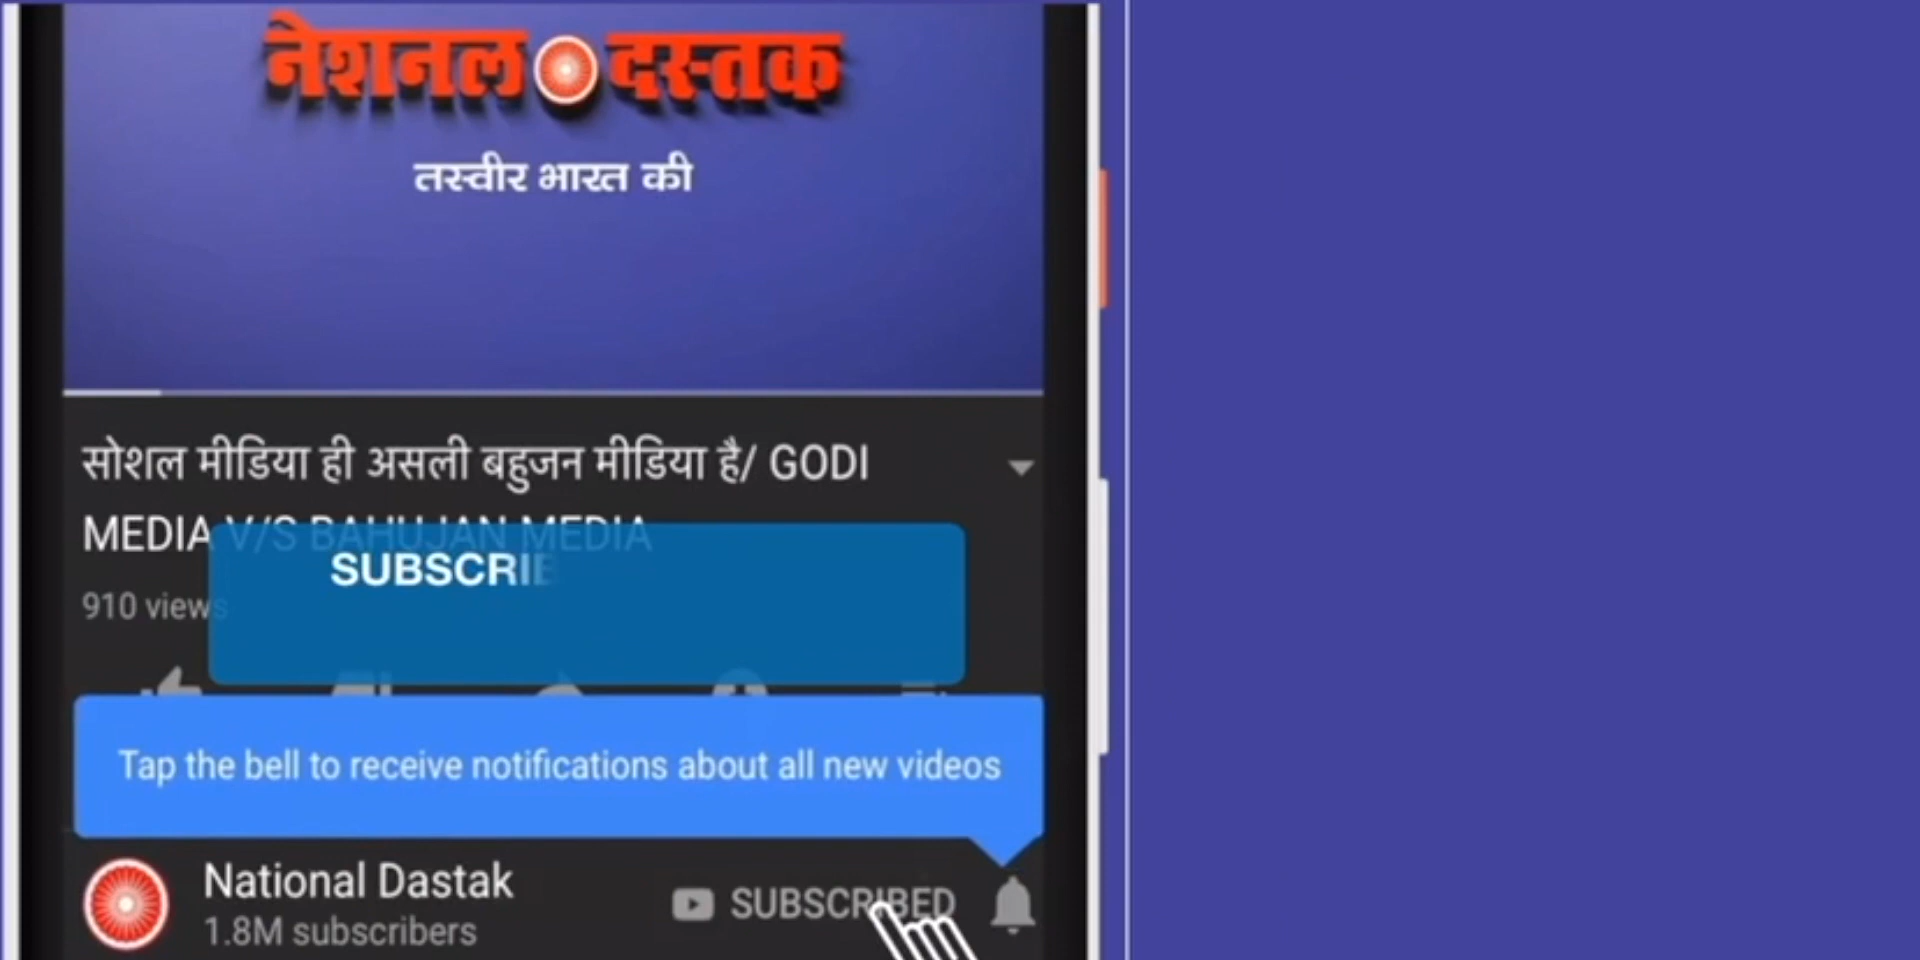 नेशनल दस्तक
तस्वीर भारत की
सोशल मीडिया ही असली बहुजन मीडिया है/ GODI
MEDIA V/S BAHUJAN MEDIA
SUBSCRIB
910 views
Tap the bell to receive notifications about all new videos
National Dastak
SUBSCRIBED
1.8M subscribers